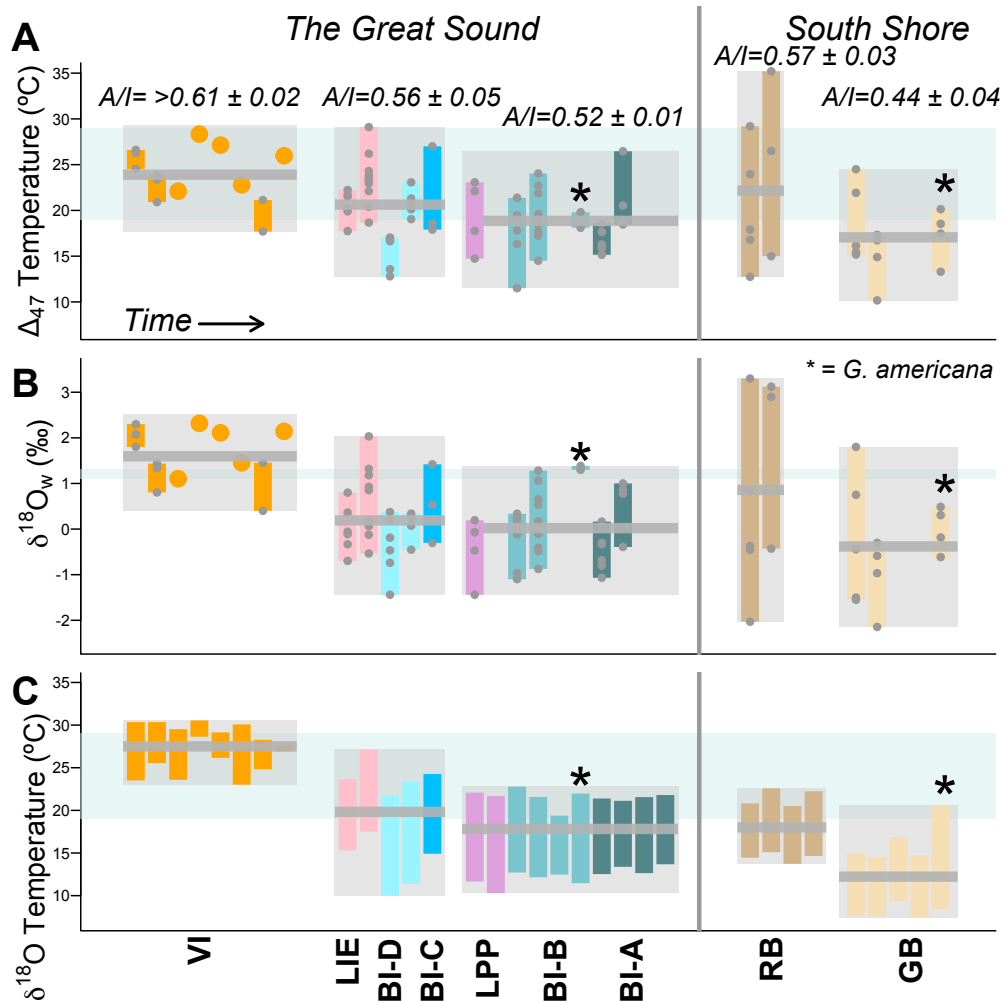 The Great Sound
South Shore
A
A/I=0.57 ± 0.03
A/I= >0.61 ± 0.02
A/I=0.56 ± 0.05
A/I=0.52 ± 0.01
A/I=0.44 ± 0.04
Δ47 Temperature (ºC)
35
30
25
20
15
10
*
*
Time
B
* = G. americana
δ18Ow (‰)
3
2
1
0
-1
-2
*
*
C
δ18O Temperature (ºC)
35
30
25
20
15
10
*
*
VI
LIE
BI-D
BI-C
LPP
BI-B
BI-A
RB
GB